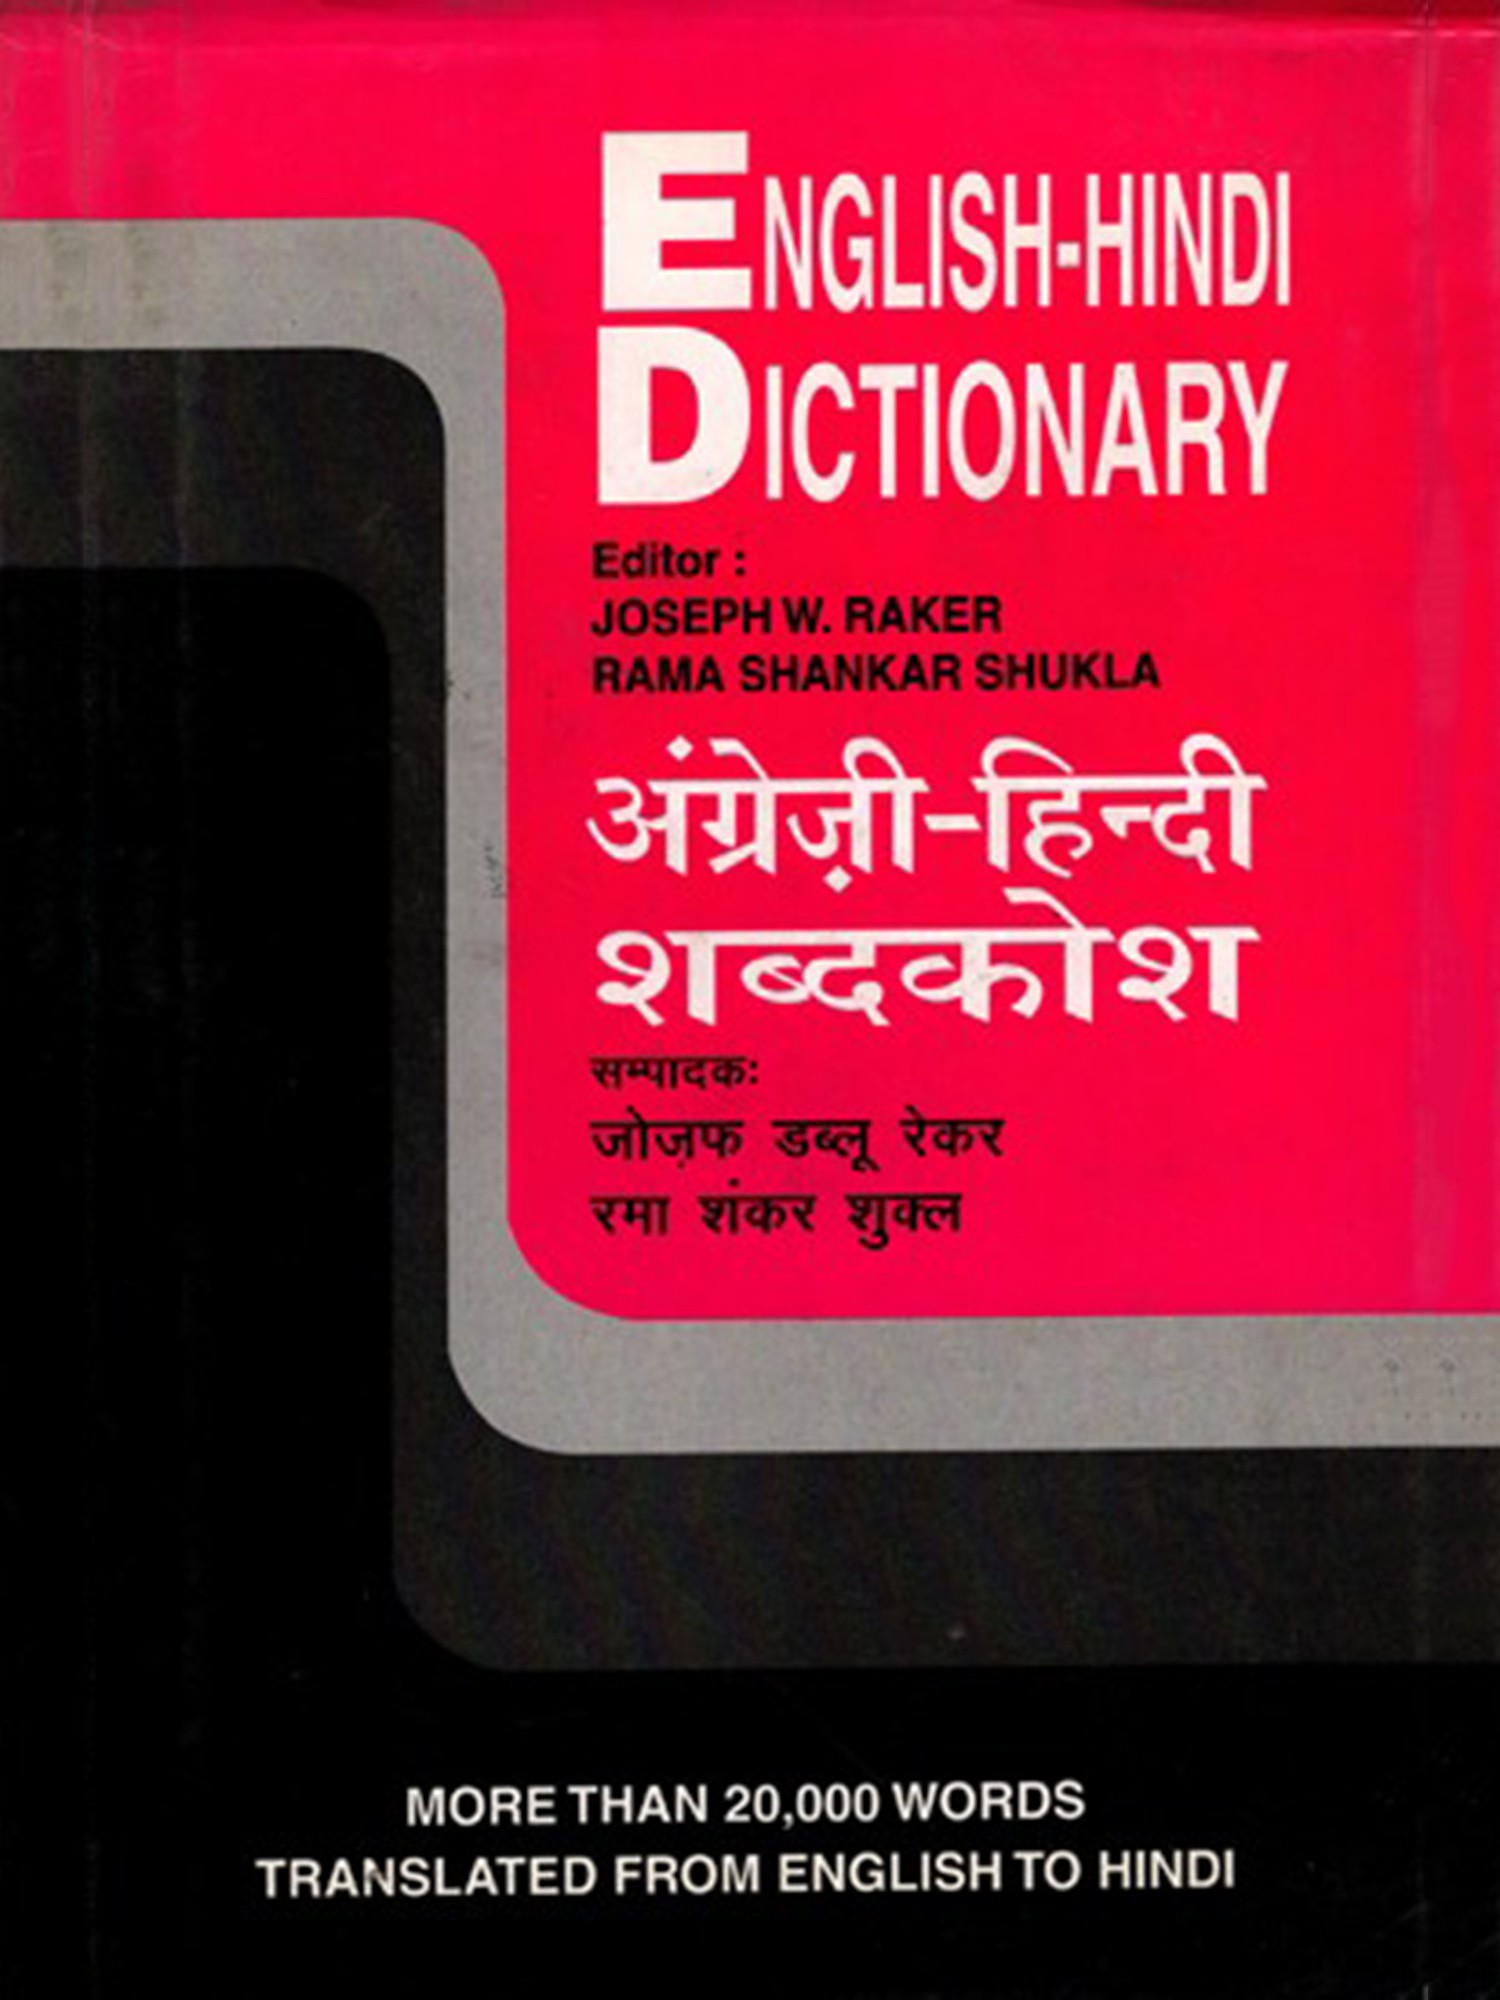 ENGLISH-HINDI
DICTIONARY
Editor :
JOSEPH W. RAKER
RAMA SHANKAR SHUKLA
अंग्रेज़ी-हिन्दी
शब्दकोश
सम्पादकः
जोज़फ डब्लू रेकर
रमा शंकर शुक्ल
MORE THAN 20,000 WORDS
TRANSLATED FROM ENGLISH TO HINDI